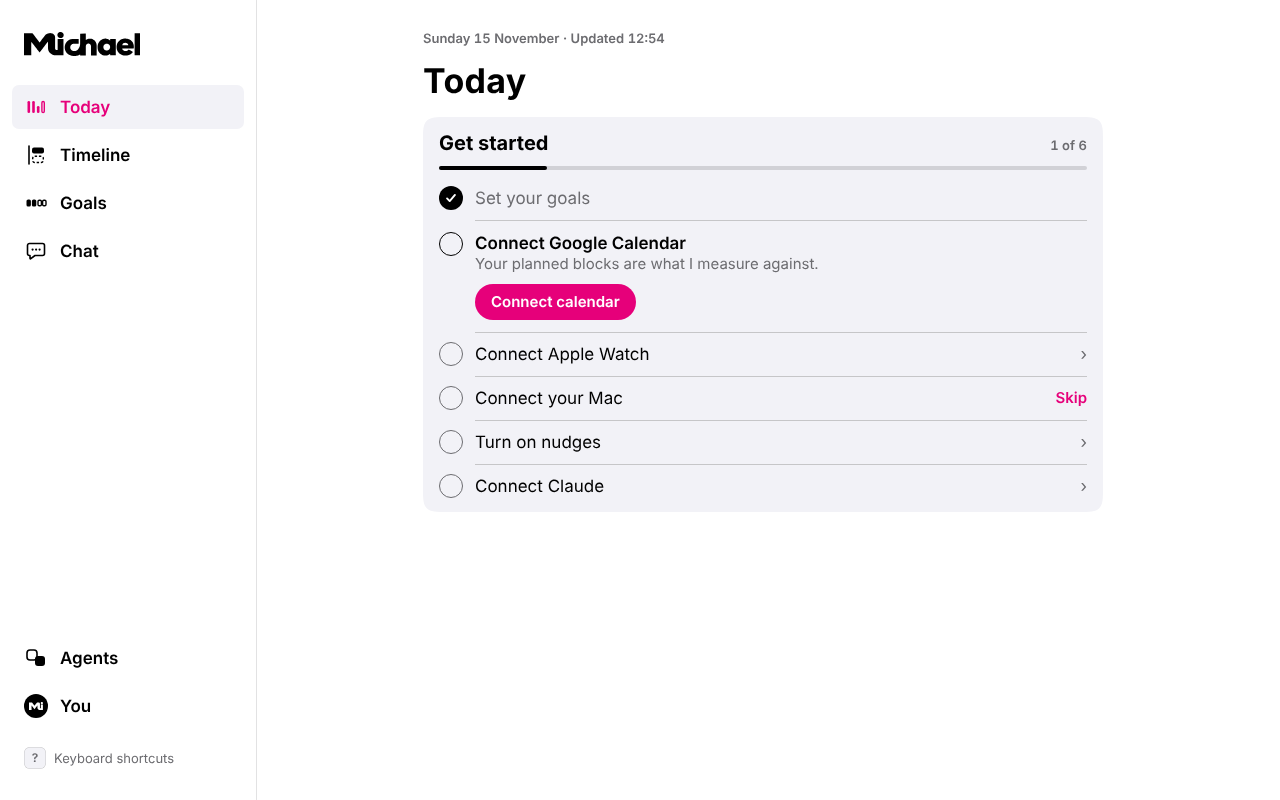 Michael
Today
Timeline
Goals
Chat
Agents
Mi
You
?
Keyboard shortcuts
Sunday 15 November · Updated 12:54
Today
Get started
1 of 6
Set your goals
Connect Google Calendar
Your planned blocks are what I measure against.
Connect calendar
Connect Apple Watch
Connect your Mac
Skip
Turn on nudges
Connect Claude